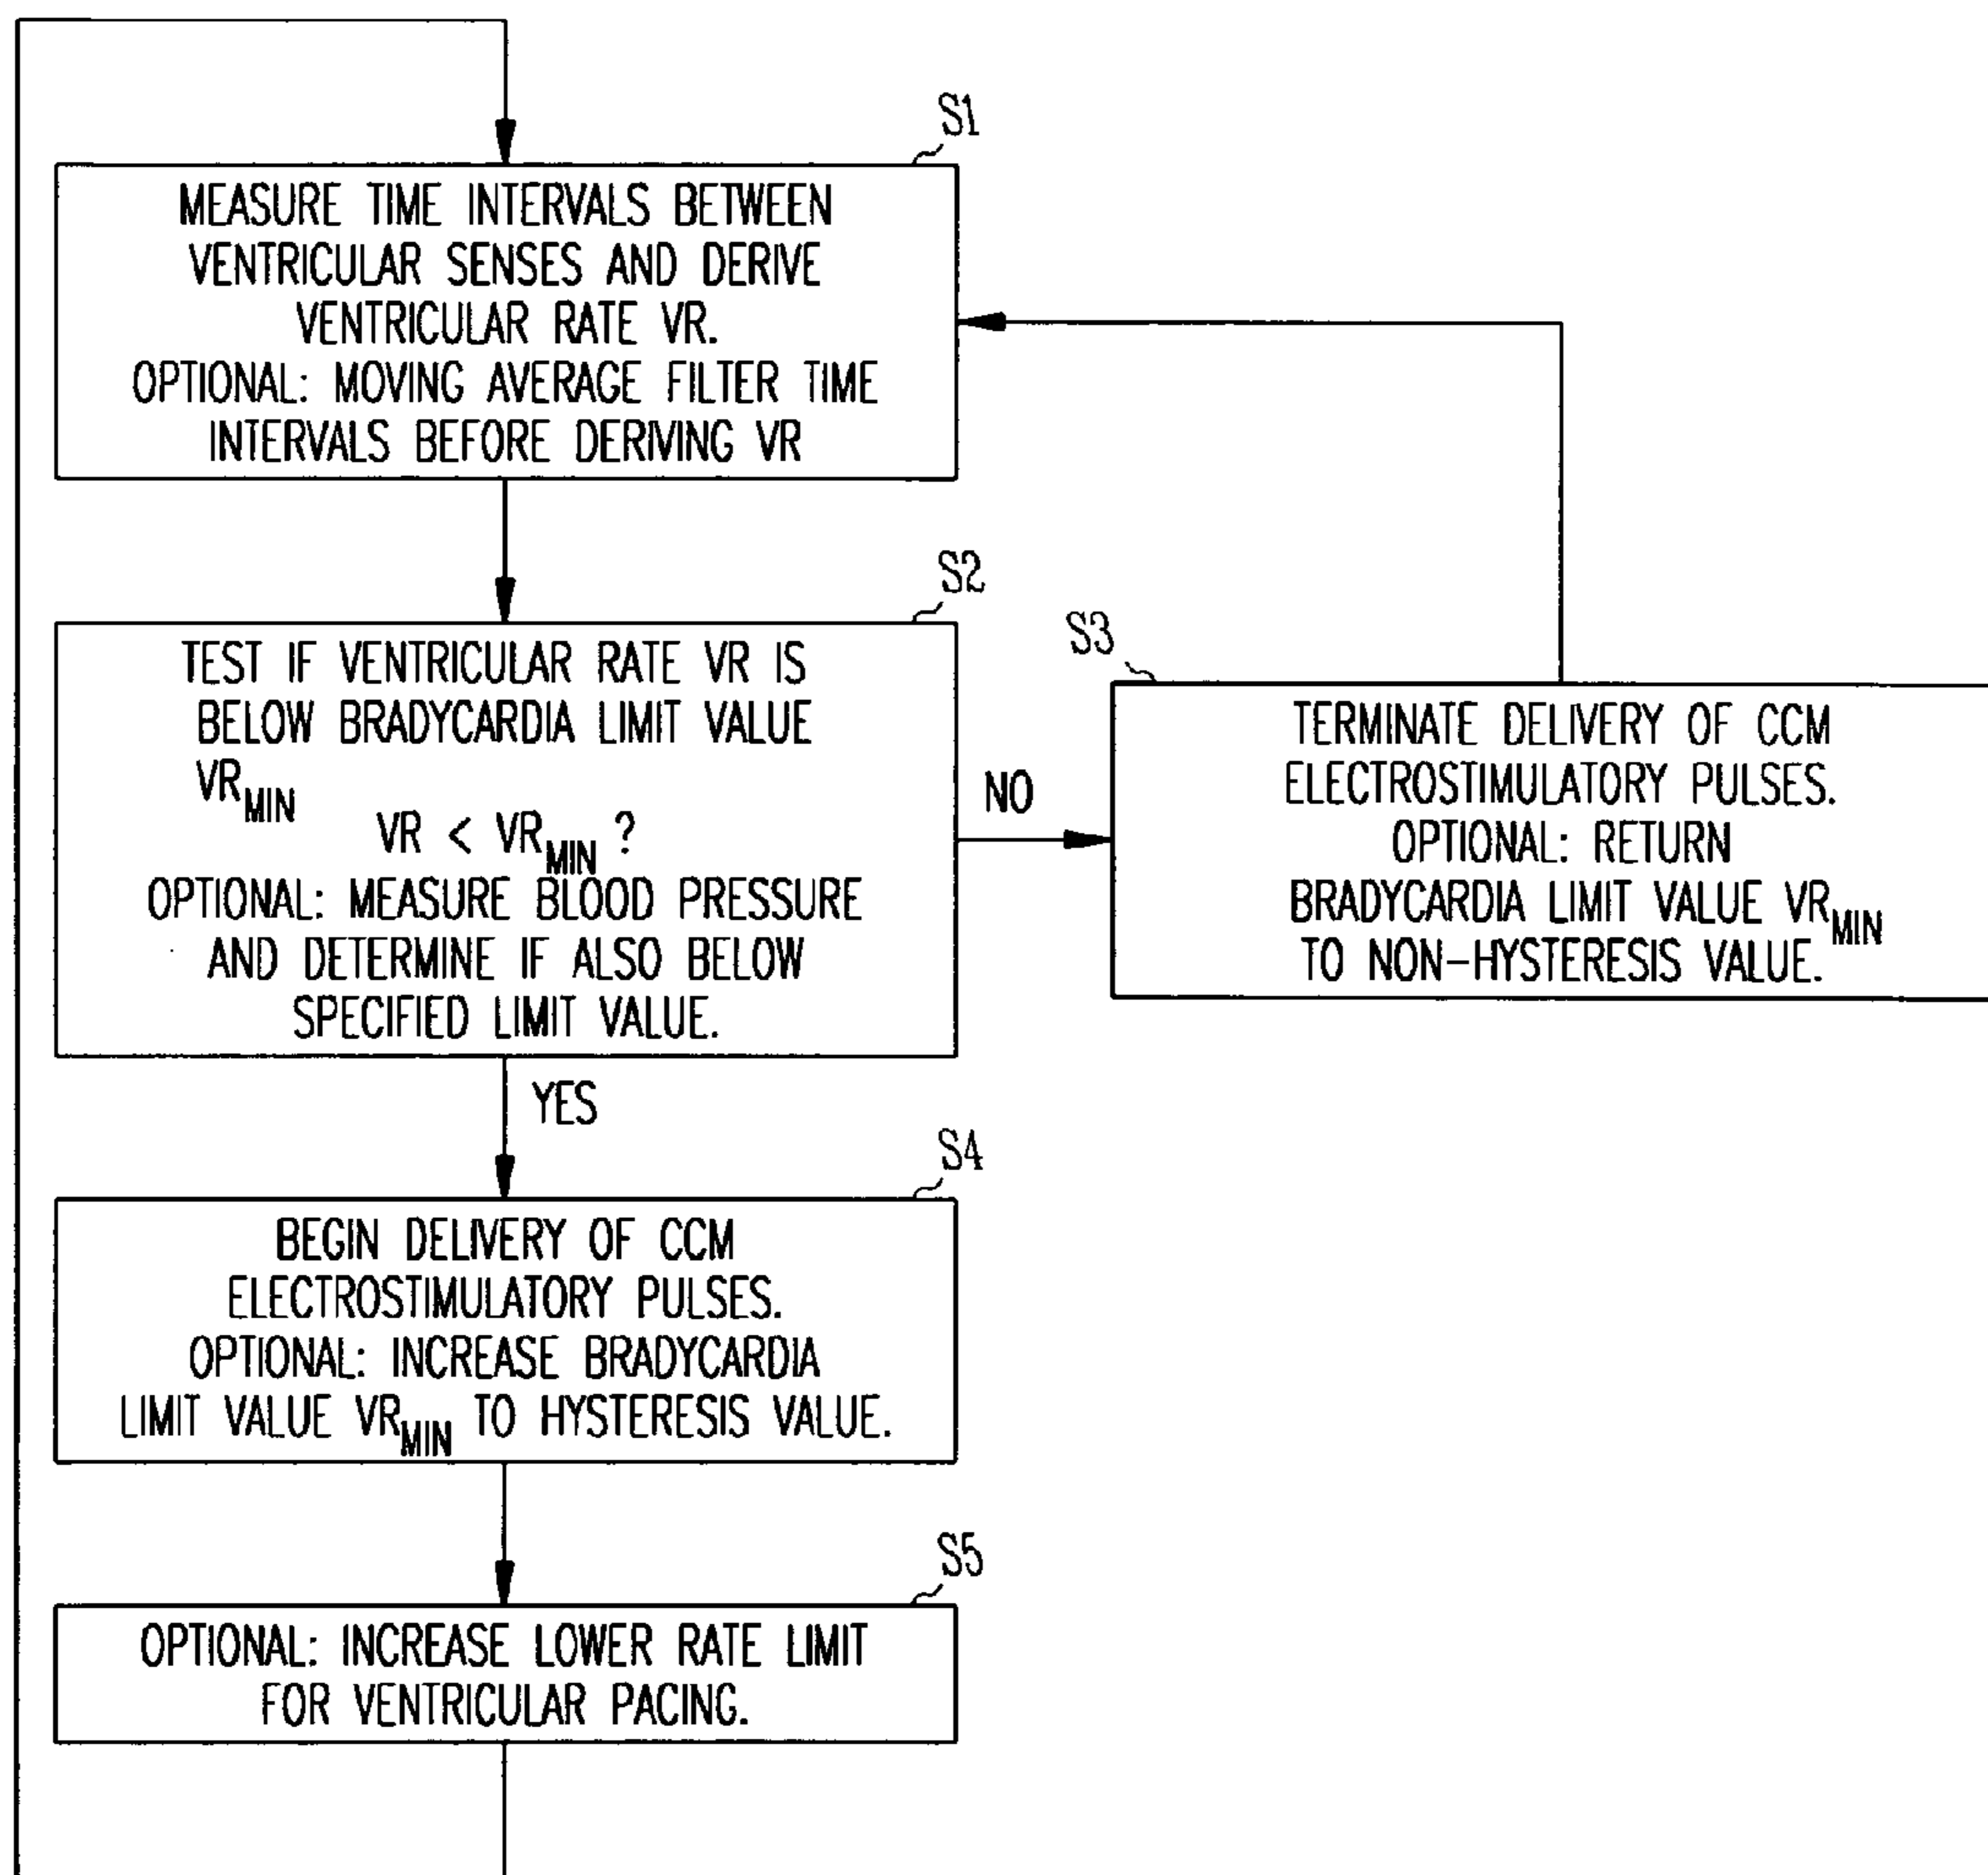 S1
MEASURE TIME INTERVALS BETWEEN
VENTRICULAR SENSES AND DERIVE
VENTRICULAR RATE VR.
OPTIONAL: MOVING AVERAGE FILTER TIME
INTERVALS BEFORE DERIVING VR
S2
TEST IF VENTRICULAR RATE VR IS
BELOW BRADYCARDIA LIMIT VALUE
VRMIN
VR < VRMIN ?
OPTIONAL: MEASURE BLOOD PRESSURE
AND DETERMINE IF ALSO BELOW
SPECIFIED LIMIT VALUE.
NO
S3
TERMINATE DELIVERY OF CCM
ELECTROSTIMULATORY PULSES.
OPTIONAL: RETURN
BRADYCARDIA LIMIT VALUE VRMIN
TO NON-HYSTERESIS VALUE.
YES
S4
BEGIN DELIVERY OF CCM
ELECTROSTIMULATORY PULSES.
OPTIONAL: INCREASE BRADYCARDIA
LIMIT VALUE VRMIN TO HYSTERESIS VALUE.
S5
OPTIONAL: INCREASE LOWER RATE LIMIT
FOR VENTRICULAR PACING.